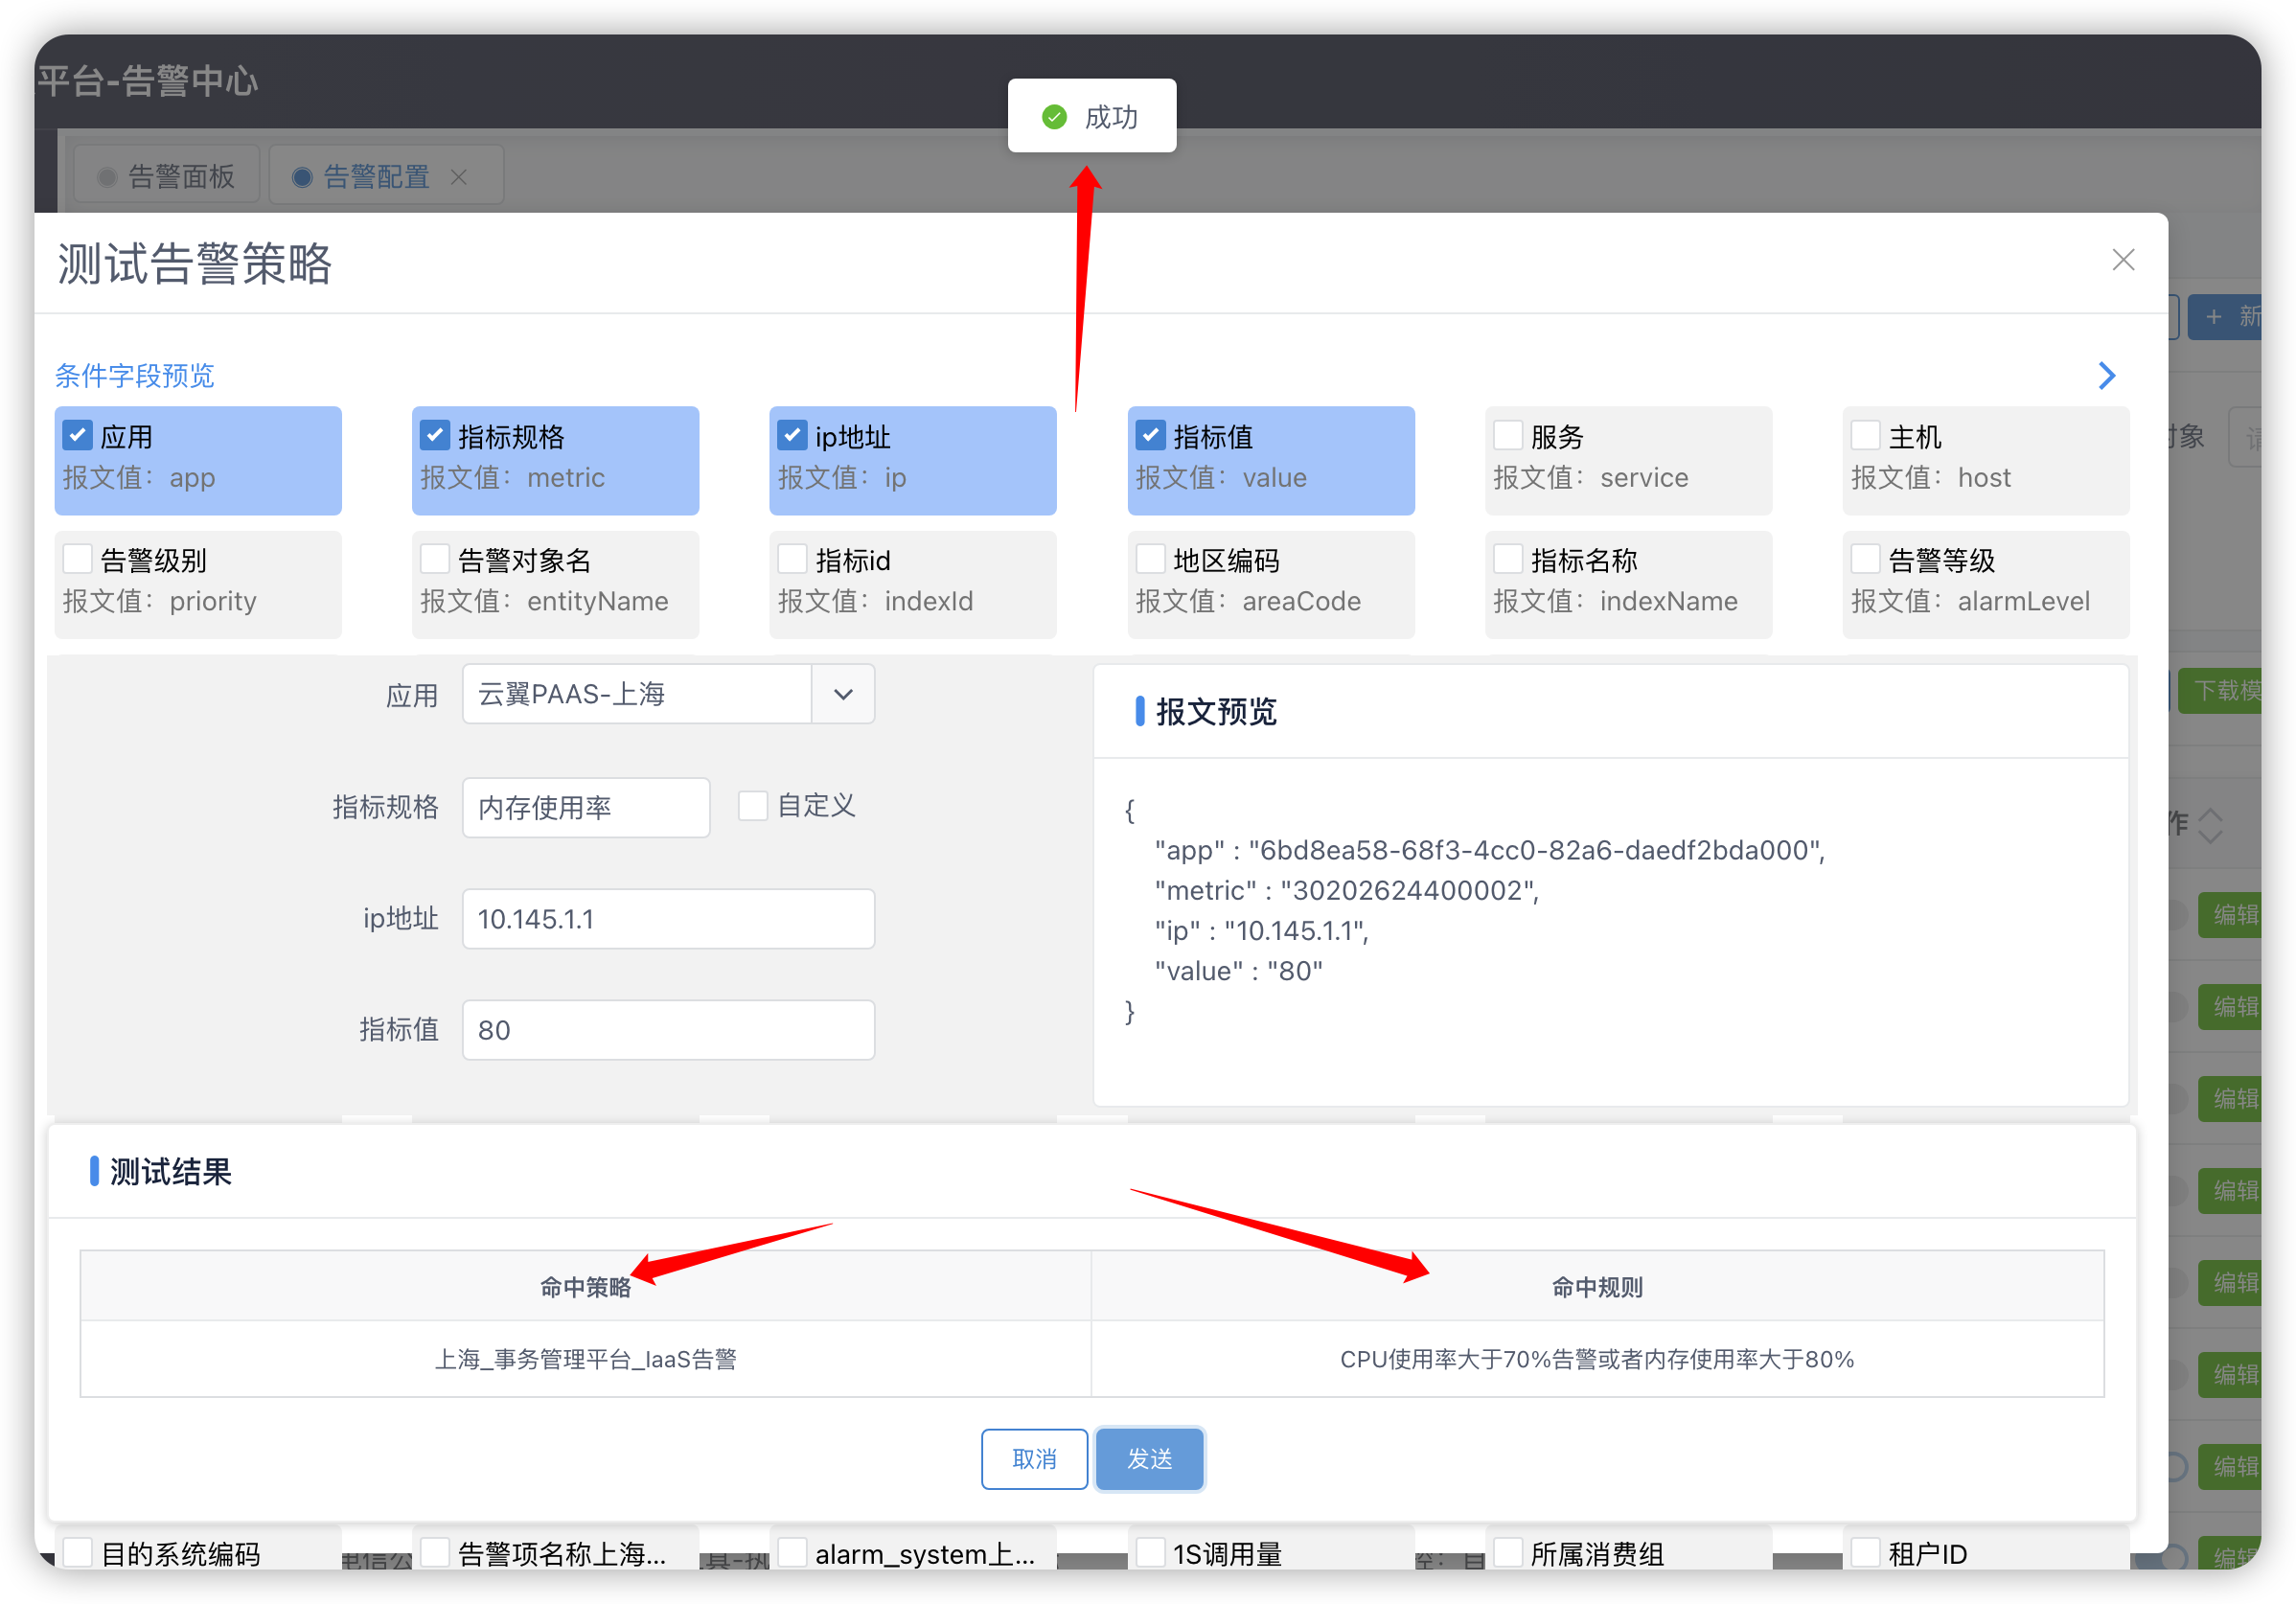 平台-告警中心
成功
告警面板
告警配置
测试告警策略
+ 新
条件字段预览
应用
报文值：app
指标规格
报文值：metric
ip地址
报文值：ip
指标值
报文值：value
服务
报文值：service
主机
报文值：host
对象
请
告警级别
报文值：priority
告警对象名
报文值：entityName
指标id
报文值：indexId
地区编码
报文值：areaCode
指标名称
报文值：indexName
告警等级
报文值：alarmLevel
应用
云翼PAAS-上海
指标规格
内存使用率
自定义
ip地址
10.145.1.1
指标值
80
报文预览
{
"app" : "6bd8ea58-68f3-4cc0-82a6-daedf2bda000",
"metric" : "30202624400002",
"ip" : "10.145.1.1",
"value" : "80"
}
下载模
作
编辑
编辑
编辑
编辑
编辑
编辑
编辑
编辑
测试结果
命中策略
命中规则
上海_事务管理平台_IaaS告警
CPU使用率大于70%告警或者内存使用率大于80%
取消
发送
目的系统编码
告警项名称上海...
alarm_system上...
1S调用量
所属消费组
租户ID